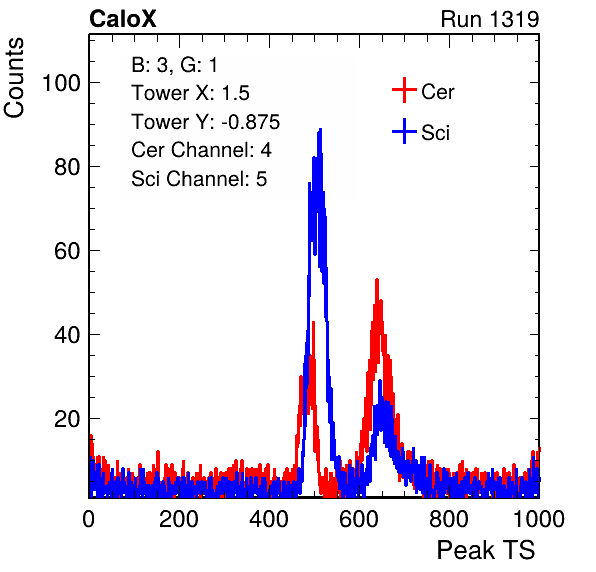 CaloX Run 1319
Counts
B: 3, G: 1
Tower X: 1.5
Tower Y: -0.875
Cer Channel: 4
Sci Channel: 5
Cer
Sci
100
80
60
40
20
0 200 400 600 800 1000
Peak TS